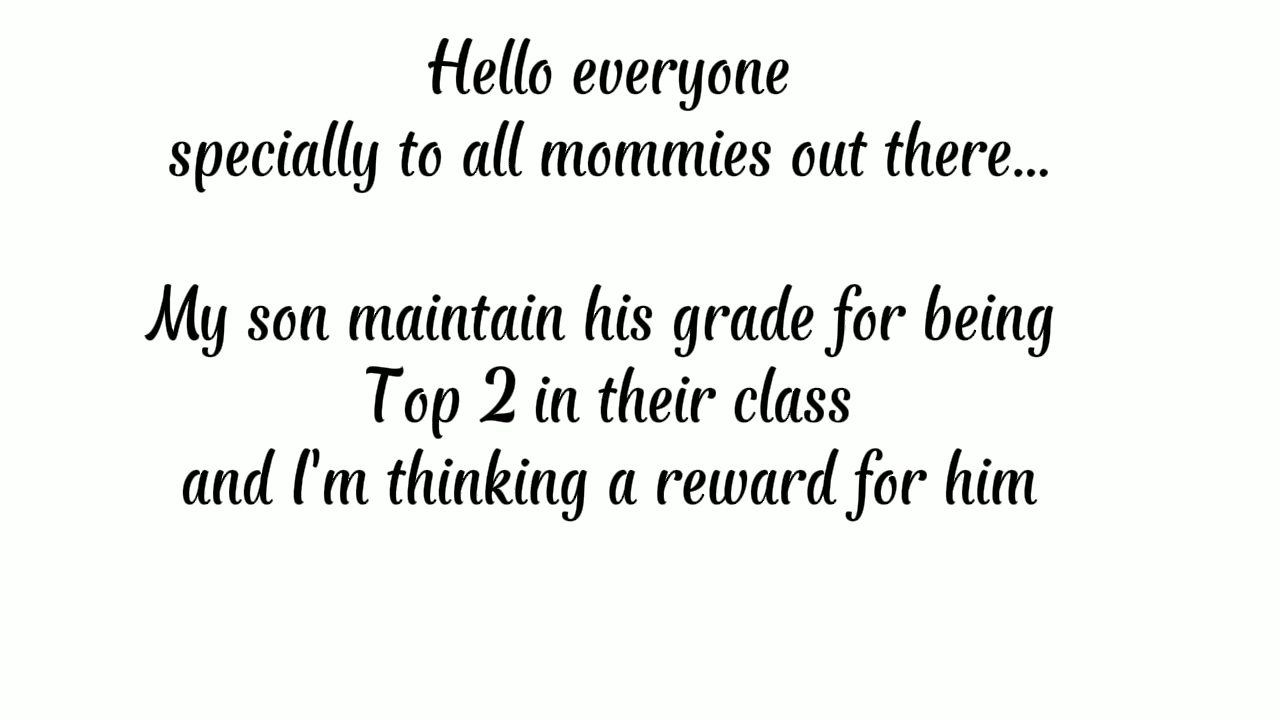 Hello everyone
specially to all mommies out there...
My son maintain his grade for being
Top 2 in their class
and I'm thinking a reward for him